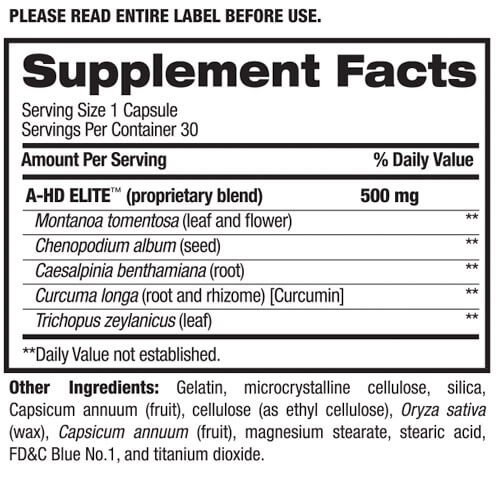 PLEASE READ ENTIRE LABEL BEFORE USE.
Supplement Facts
Serving Size 1 Capsule
Servings Per Container 30
Amount Per Serving % Daily Value
A-HD ELITE™ (proprietary blend) 500 mg
Montanoa tomentosa (leaf and flower) **
Chenopodium album (seed) **
Caesalpinia benthamiana (root) **
Curcuma longa (root and rhizome) [Curcumin] **
Trichopus zeylanicus (leaf) **
**Daily Value not established.
Other Ingredients: Gelatin, microcrystalline cellulose, silica,
Capsicum annuum (fruit), cellulose (as ethyl cellulose), Oryza sativa
(wax), Capsicum annuum (fruit), magnesium stearate, stearic acid,
FD&C Blue No.1, and titanium dioxide.